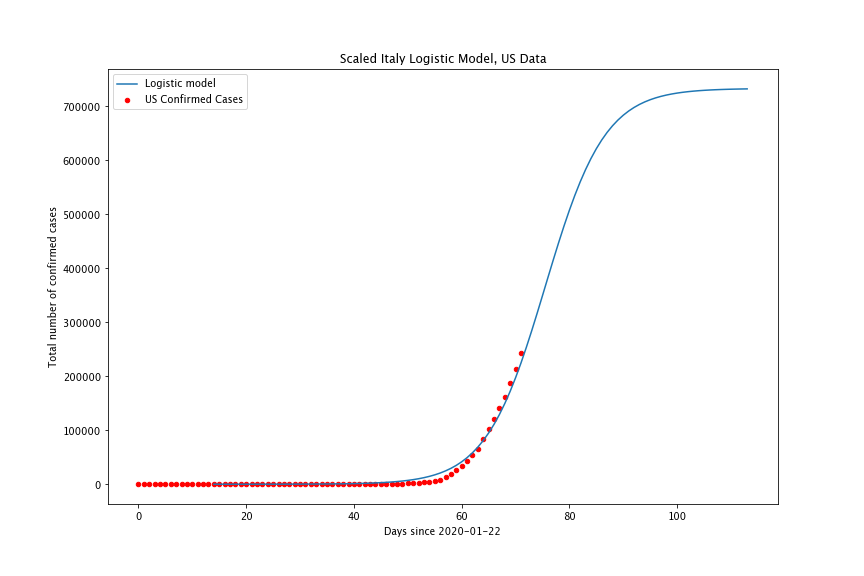 Scaled Italy Logistic Model, US Data
Logistic model
US Confirmed Cases
Total number of confirmed cases
700000
600000
500000
400000
300000
200000
100000
0
0 20 40 60 80 100
Days since 2020-01-22